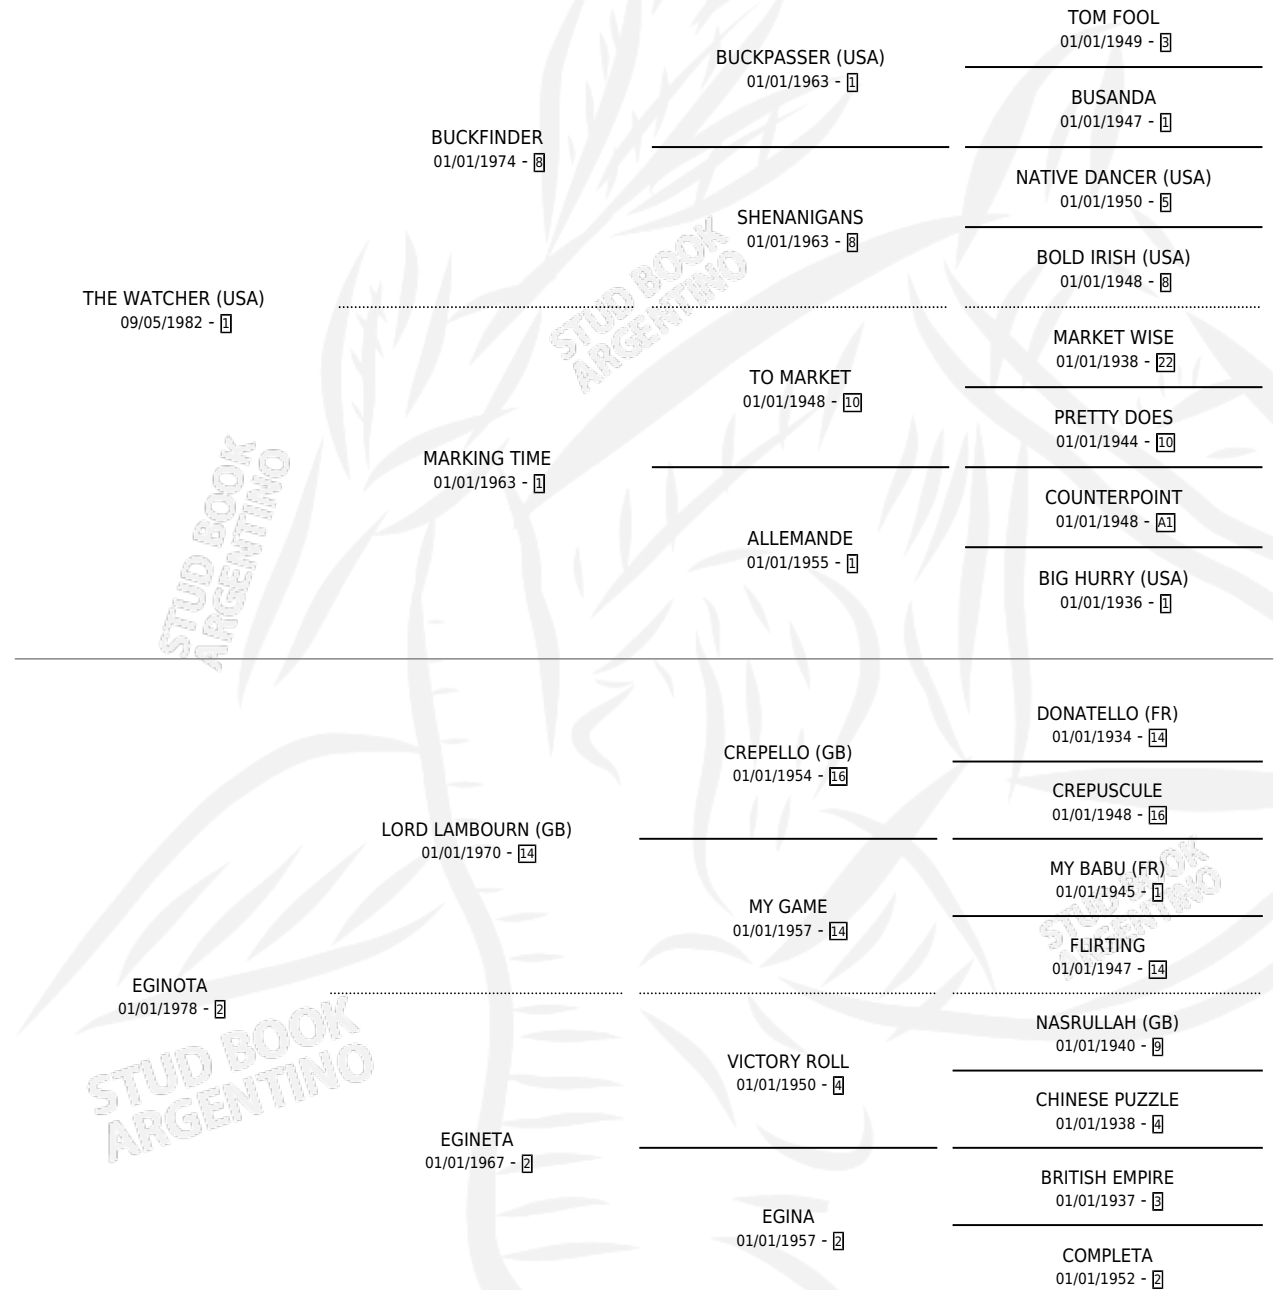 TOM FOOL
01/01/1949 - 3
BUCKPASSER (USA)
01/01/1963 - 1
BUSANDA
01/01/1947 - 1
BUCKFINDER
01/01/1974 - 8
NATIVE DANCER (USA)
01/01/1950 - 5
SHENANIGANS
01/01/1963 - 8
BOLD IRISH (USA)
01/01/1948 - 8
THE WATCHER (USA)
09/05/1982 - 1
MARKET WISE
01/01/1938 - 22
TO MARKET
01/01/1948 - 10
PRETTY DOES
01/01/1944 - 10
MARKING TIME
01/01/1963 - 1
COUNTERPOINT
01/01/1948 - A1
ALLEMANDE
01/01/1955 - 1
BIG HURRY (USA)
01/01/1936 - 1
STUD BOOK
ARGENTINO
STUD BOOK
ARGENTINO
DONATELLO (FR)
01/01/1934 - 14
CREPELLO (GB)
01/01/1954 - 16
CREPUSCULE
01/01/1948 - 16
LORD LAMBOURN (GB)
01/01/1970 - 14
MY BABU (FR)
01/01/1945 - 1
MY GAME
01/01/1957 - 14
FLIRTING
01/01/1947 - 14
STUD BOOK
ARGENTINO
EGINOTA
01/01/1978 - 2
NASRULLAH (GB)
01/01/1940 - 9
VICTORY ROLL
01/01/1950 - 4
CHINESE PUZZLE
01/01/1938 - 4
STUD BOOK
ARGENTINO
EGINETA
01/01/1967 - 2
BRITISH EMPIRE
01/01/1937 - 3
EGINA
01/01/1957 - 2
COMPLETA
01/01/1952 - 2